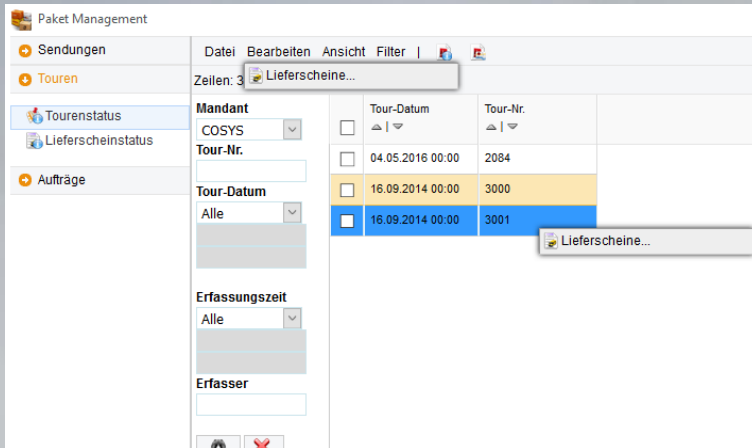 Paket Management
Sendungen
Touren
Tourenstatus
Lieferscheinstatus
Aufträge
Datei Bearbeiten Ansicht Filter |
Zeilen: 3
Lieferscheine...
Mandant
COSYS
Tour-Nr.
Tour-Datum
Alle
Erfassungszeit
Alle
Erfasser
Tour-Datum Tour-Nr.
04.05.2016 00:00 2084
16.09.2014 00:00 3000
16.09.2014 00:00 3001
Lieferscheine...